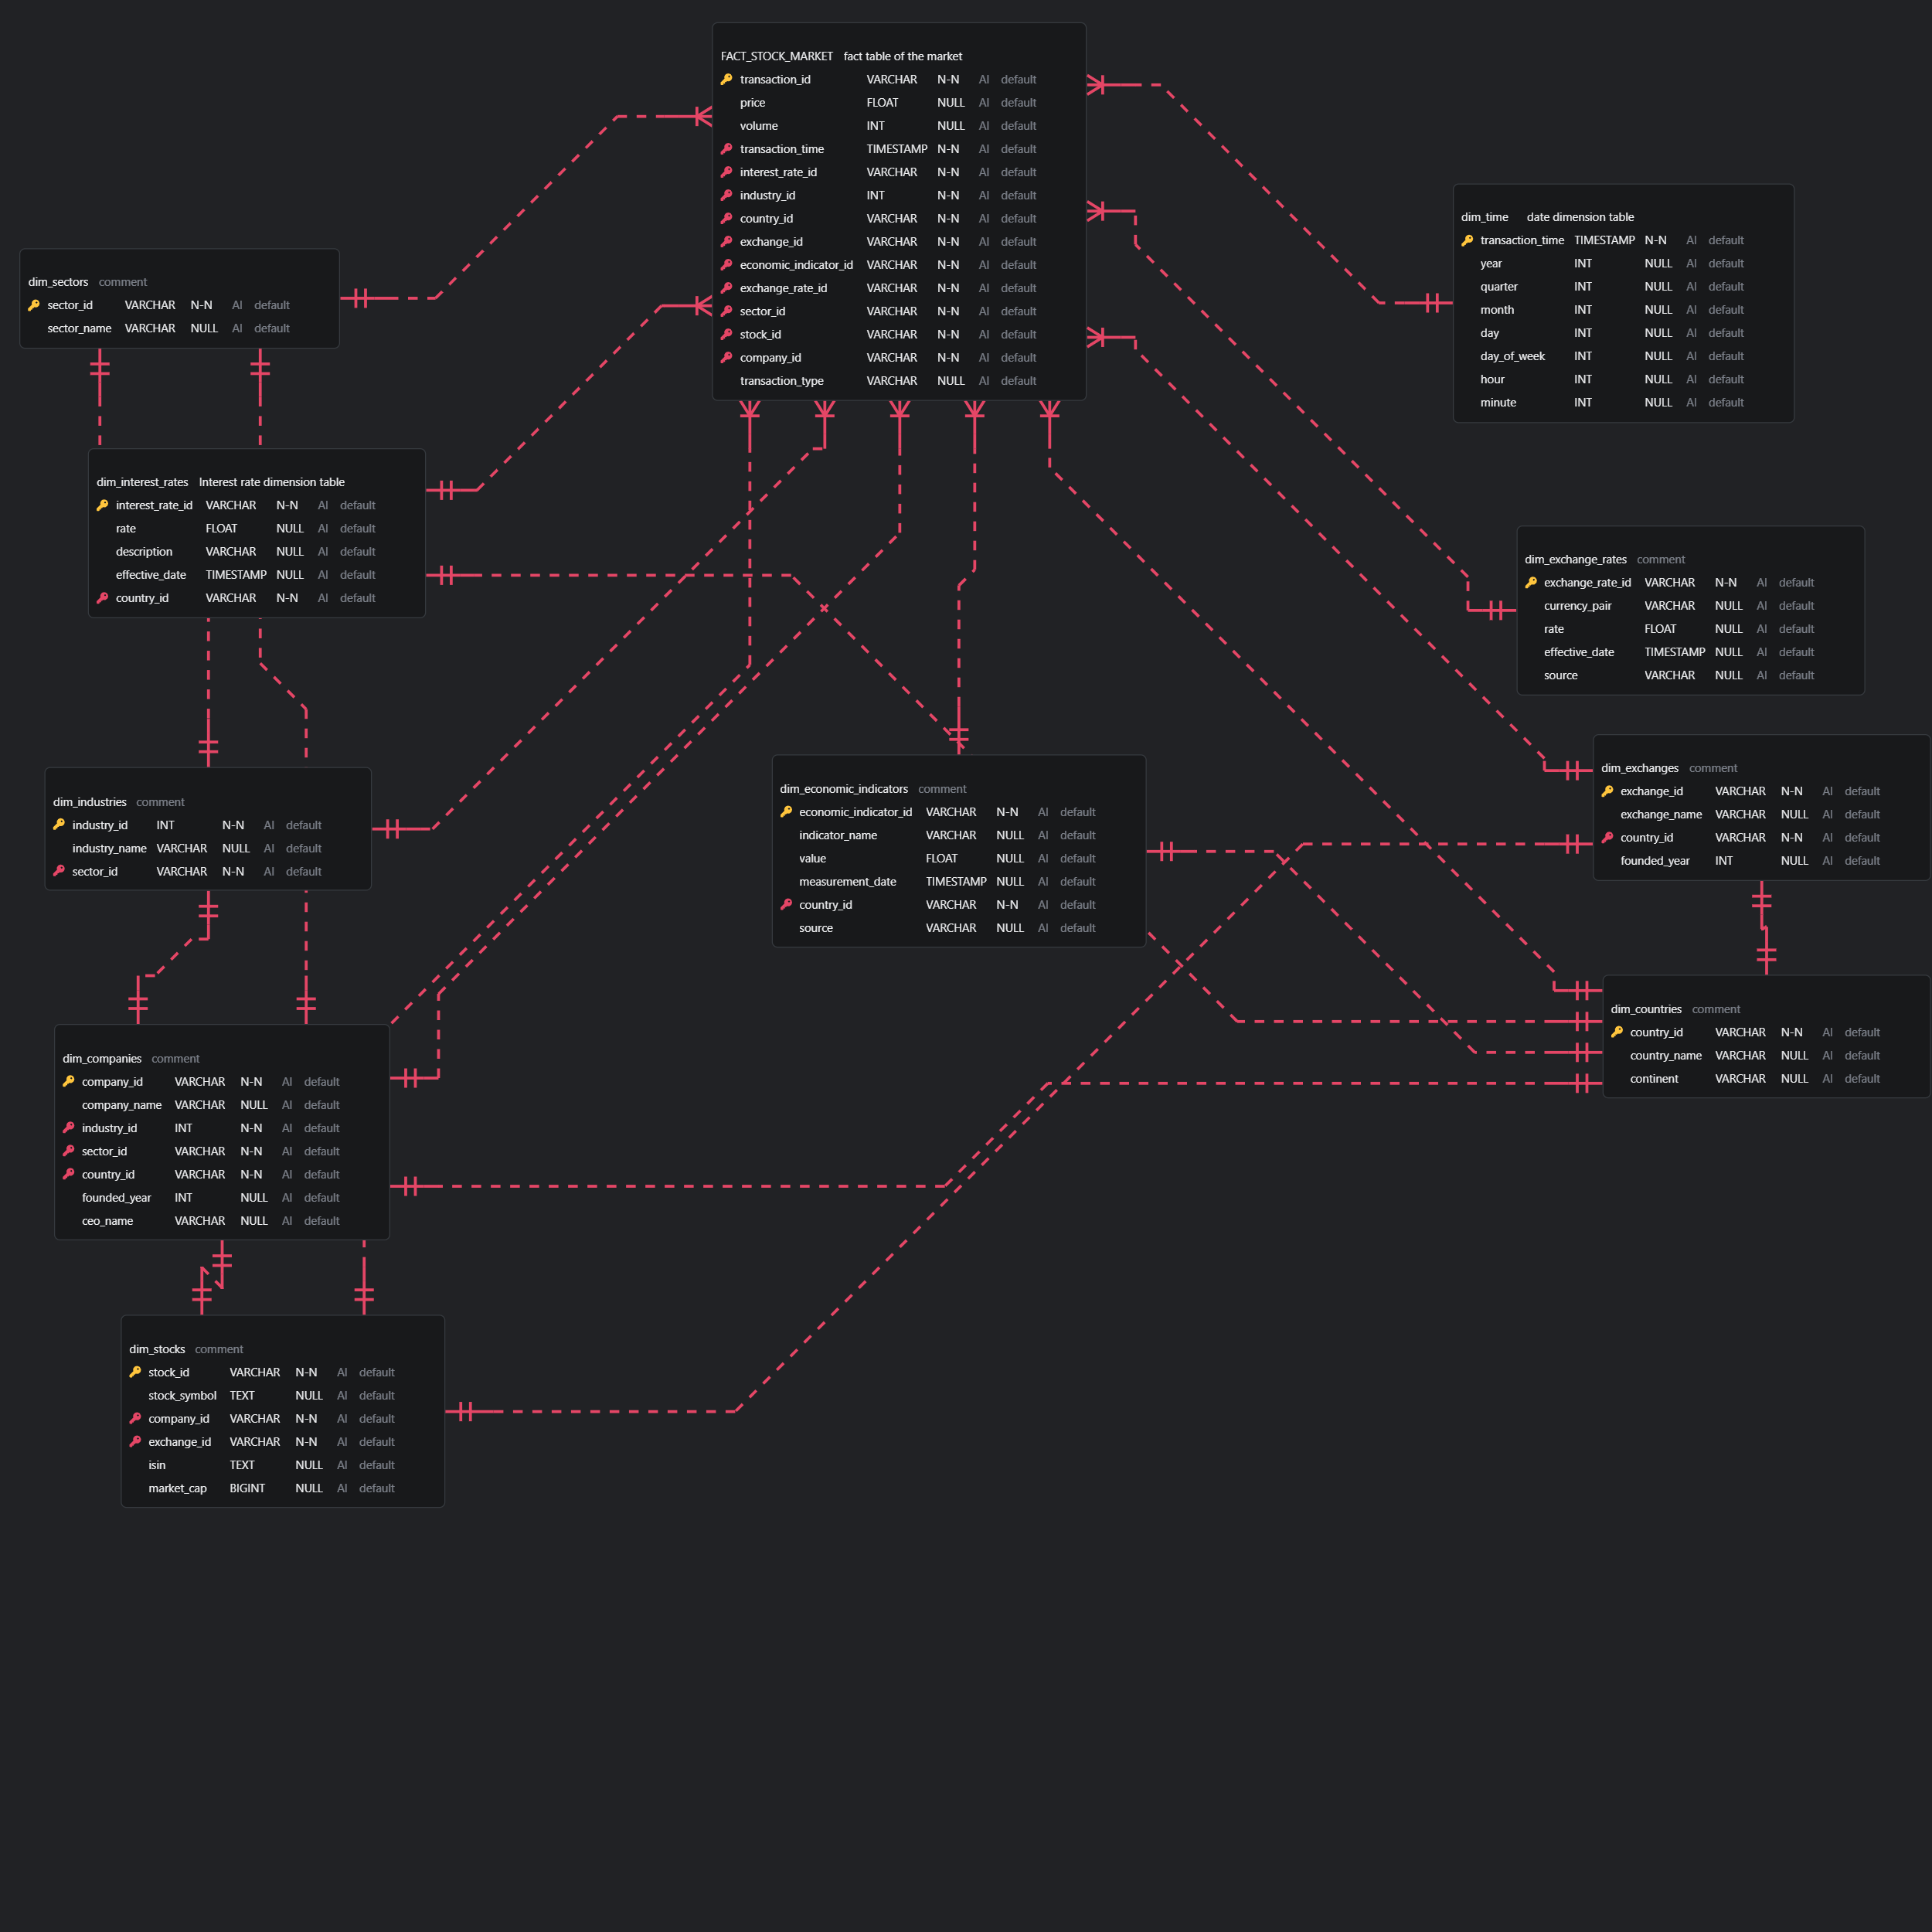 FACT_STOCK_MARKET fact table of the market
transaction_id VARCHAR N-N AI default
price FLOAT NULL AI default
volume INT NULL AI default
transaction_time TIMESTAMP N-N AI default
interest_rate_id VARCHAR N-N AI default
industry_id INT N-N AI default
country_id VARCHAR N-N AI default
exchange_id VARCHAR N-N AI default
economic_indicator_id VARCHAR N-N AI default
exchange_rate_id VARCHAR N-N AI default
sector_id VARCHAR N-N AI default
stock_id VARCHAR N-N AI default
company_id VARCHAR N-N AI default
transaction_type VARCHAR NULL AI default
dim_time date dimension table
transaction_time TIMESTAMP N-N AI default
year INT NULL AI default
quarter INT NULL AI default
month INT NULL AI default
day INT NULL AI default
day_of_week INT NULL AI default
hour INT NULL AI default
minute INT NULL AI default
dim_sectors comment
sector_id VARCHAR N-N AI default
sector_name VARCHAR NULL AI default
dim_interest_rates Interest rate dimension table
interest_rate_id VARCHAR N-N AI default
rate FLOAT NULL AI default
description VARCHAR NULL AI default
effective_date TIMESTAMP NULL AI default
country_id VARCHAR N-N AI default
dim_exchange_rates comment
exchange_rate_id VARCHAR N-N AI default
currency_pair VARCHAR NULL AI default
rate FLOAT NULL AI default
effective_date TIMESTAMP NULL AI default
source VARCHAR NULL AI default
dim_industries comment
industry_id INT N-N AI default
industry_name VARCHAR NULL AI default
sector_id VARCHAR N-N AI default
dim_economic_indicators comment
economic_indicator_id VARCHAR N-N AI default
indicator_name VARCHAR NULL AI default
value FLOAT NULL AI default
measurement_date TIMESTAMP NULL AI default
country_id VARCHAR N-N AI default
source VARCHAR NULL AI default
dim_exchanges comment
exchange_id VARCHAR N-N AI default
exchange_name VARCHAR NULL AI default
country_id VARCHAR N-N AI default
founded_year INT NULL AI default
dim_countries comment
country_id VARCHAR N-N AI default
country_name VARCHAR NULL AI default
continent VARCHAR NULL AI default
dim_companies comment
company_id VARCHAR N-N AI default
company_name VARCHAR NULL AI default
industry_id INT N-N AI default
sector_id VARCHAR N-N AI default
country_id VARCHAR N-N AI default
founded_year INT NULL AI default
ceo_name VARCHAR NULL AI default
dim_stocks comment
stock_id VARCHAR N-N AI default
stock_symbol TEXT NULL AI default
company_id VARCHAR N-N AI default
exchange_id VARCHAR N-N AI default
isin TEXT NULL AI default
market_cap BIGINT NULL AI default